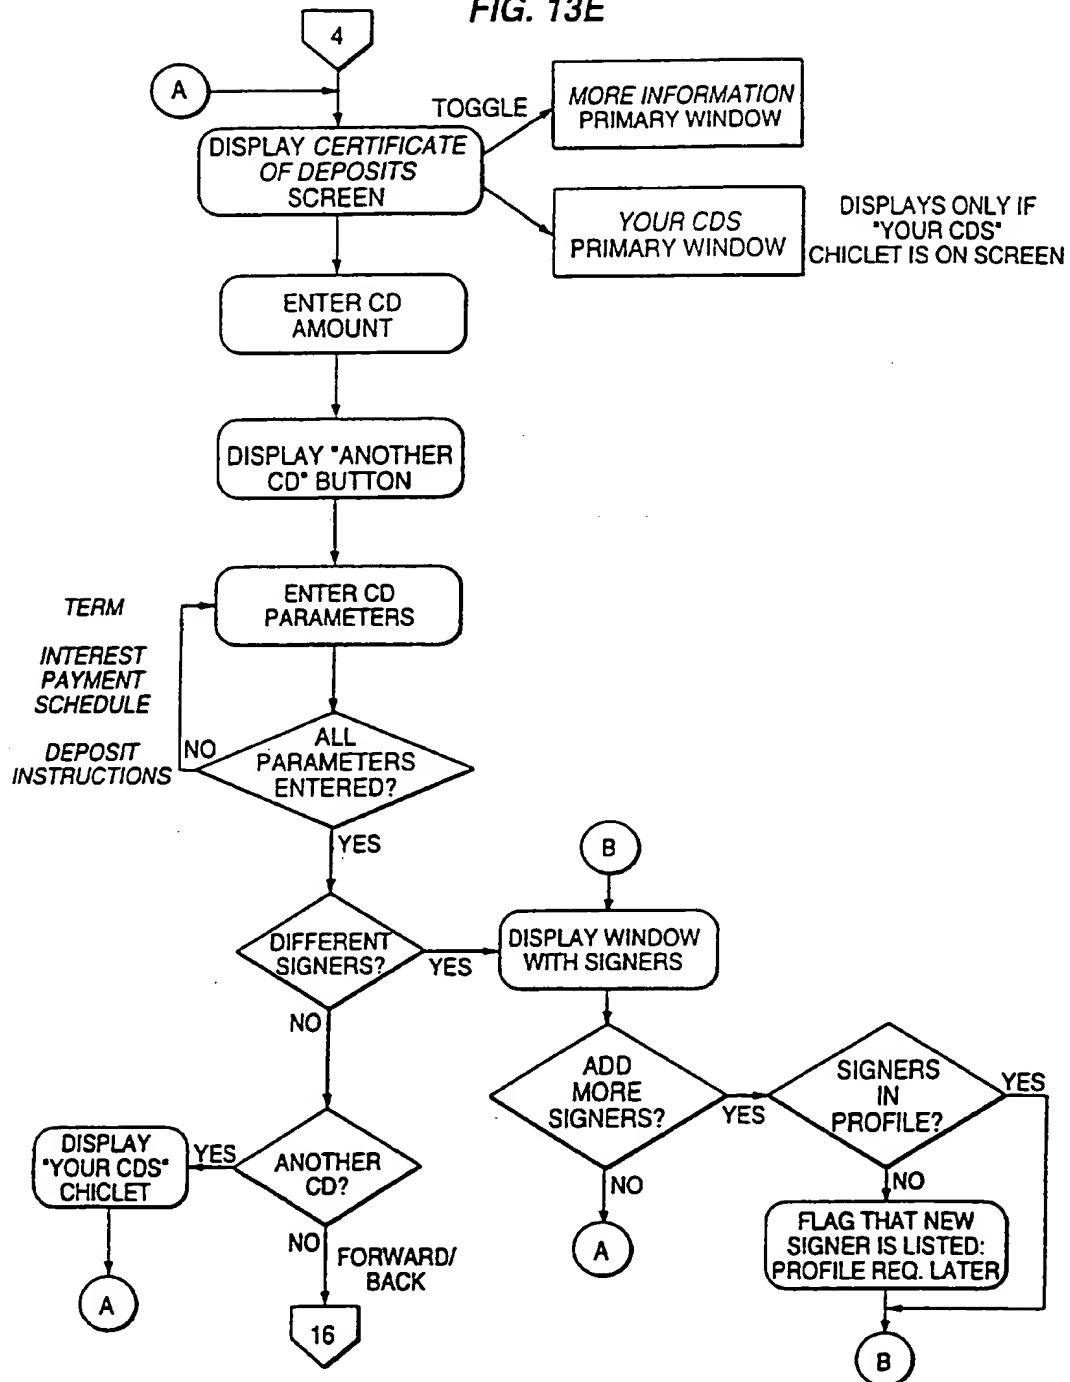 FIG. 13E
4
A
TOGGLE
MORE INFORMATION
PRIMARY WINDOW
DISPLAY CERTIFICATE
OF DEPOSITS
SCREEN
YOUR CDS
PRIMARY WINDOW
DISPLAYS ONLY IF
"YOUR CDS"
CHICLET IS ON SCREEN
ENTER CD
AMOUNT
DISPLAY "ANOTHER
CD" BUTTON
ENTER CD
PARAMETERS
TERM
INTEREST
PAYMENT
SCHEDULE
DEPOSIT
INSTRUCTIONS
NO
ALL
PARAMETERS
ENTERED?
YES
B
DIFFERENT
SIGNERS?
YES
DISPLAY WINDOW
WITH SIGNERS
NO
ADD
MORE
SIGNERS?
YES
SIGNERS
IN
PROFILE?
YES
DISPLAY
"YOUR CDS"
CHICLET
YES
ANOTHER
CD?
NO
NO
FLAG THAT NEW
SIGNER IS LISTED:
PROFILE REQ. LATER
A
NO
FORWARD/
BACK
A
16
B